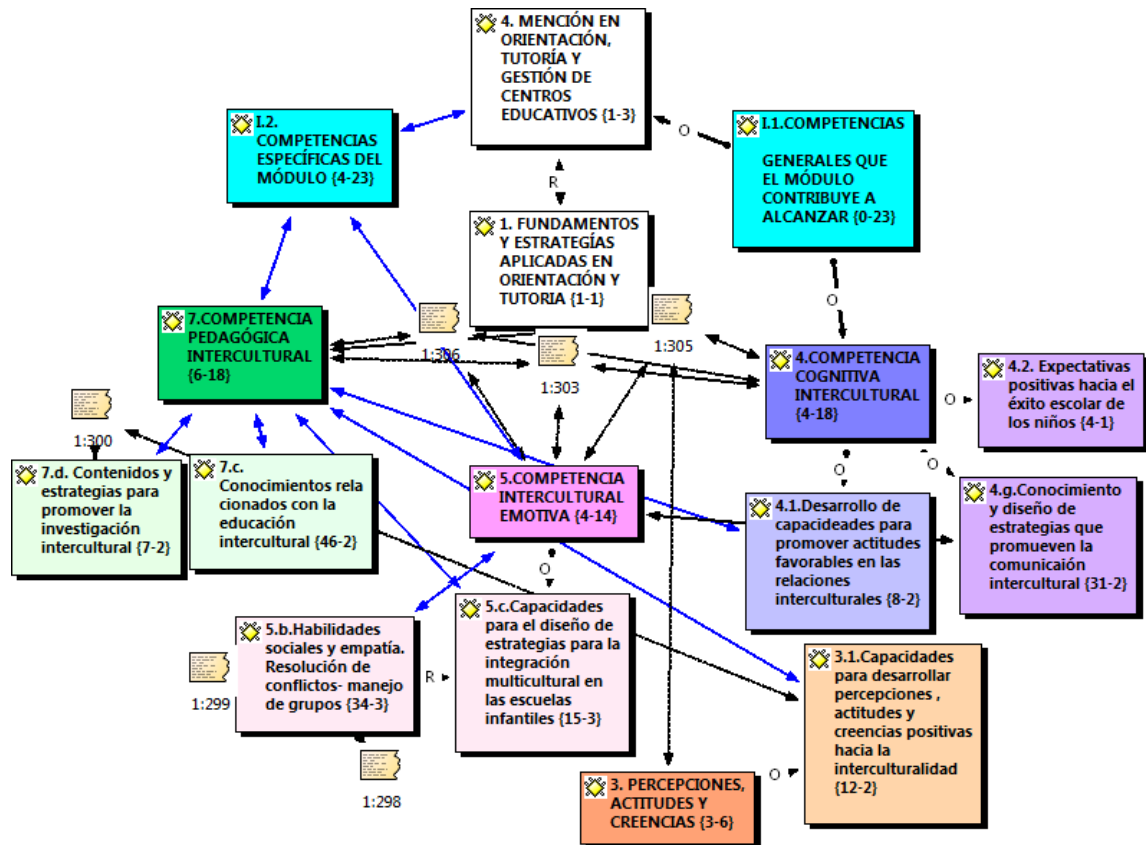 4. MENCIÓN EN
ORIENTACIÓN,
TUTORÍA Y
GESTIÓN DE
CENTROS
EDUCATIVOS {1-3}
I.2.
COMPETENCIAS
ESPECÍFICAS DEL
MÓDULO {4-23}
I.1.COMPETENCIAS
GENERALES QUE
EL MÓDULO
CONTRIBUYE A
ALCANZAR {0-23}
O
R
1. FUNDAMENTOS
Y ESTRATEGÍAS
APLICADAS EN
ORIENTACIÓN Y
TUTORIA {1-1}
O
7.COMPETENCIA
PEDAGÓGICA
INTERCULTURAL
{6-18}
1:306
1:303
1:305
4.COMPETENCIA
COGNITIVA
INTERCULTURAL
{4-18}
O
4.2. Expectativas
positivas hacia el
éxito escolar de
los niños {4-1}
1:300
7.d. Contenidos y
estrategias para
promover la
investigación
intercultural {7-2}
7.c.
Conocimientos rela
cionados con la
educación
intercultural {46-2}
5.COMPETENCIA
INTERCULTURAL
EMOTIVA {4-14}
O
O
4.1.Desarrollo de
capacideades para
promover actitudes
favorables en las
relaciones
interculturales {8-2}
4.g.Conocimiento
y diseño de
estrategias que
promueven la
comunicaión
intercultural {31-2}
O
5.b.Habilidades
sociales y empatía.
Resolución de
conflictos- manejo
de grupos {34-3}
1:299
R
5.c.Capacidades
para el diseño de
estrategias para la
integración
multicultural en
las escuelas
infantiles {15-3}
1:298
3.1.Capacidades
para desarrollar
percepciones ,
actitudes y
creencias positivas
hacia la
interculturalidad
{12-2}
O
3. PERCEPCIONES,
ACTITUDES Y
CREENCIAS {3-6}